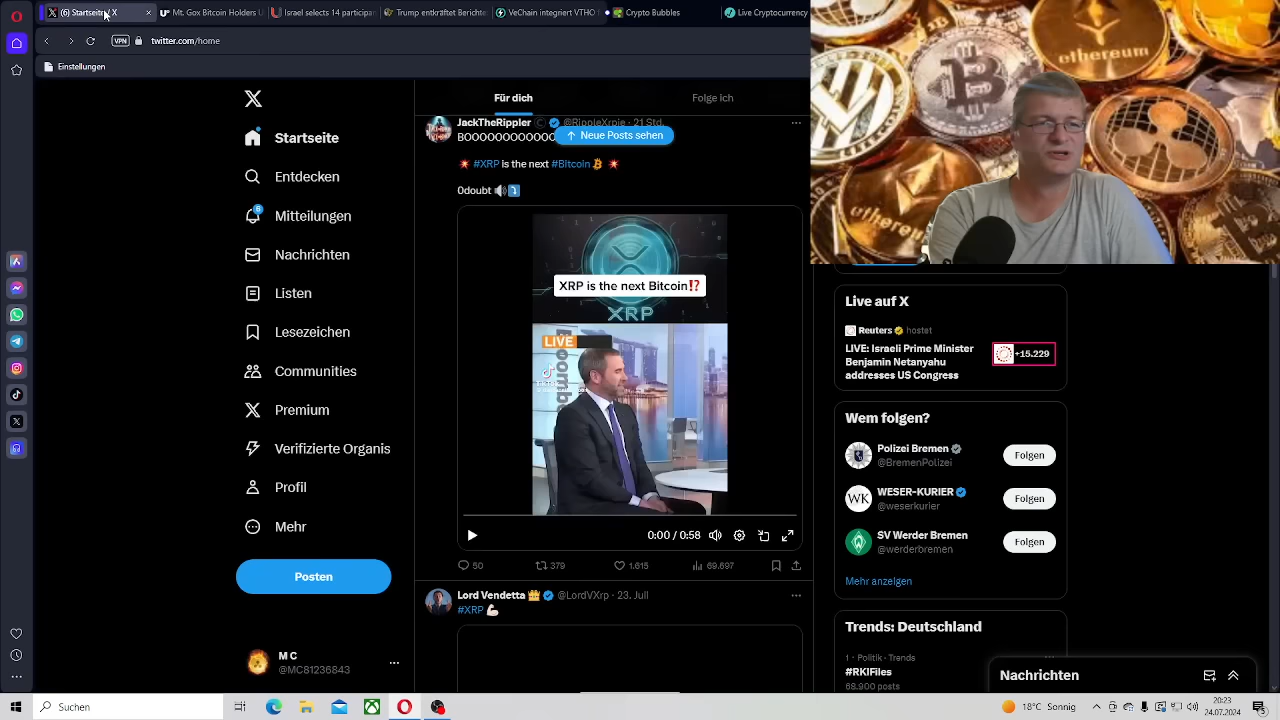 (5) Startseite / X
Mt. Gox Bitcoin Holders U
Israel selects 14 participan
Trump entkräftet Berichte
VeChain integriert VTHO
Crypto Bubbles
Live Cryptocurrency
VPN
twitter.com/home
Einstellungen
Für dich
Folge ich
Startseite
Entdecken
6
Mitteilungen
Nachrichten
Listen
Lesezeichen
Communities
Premium
Verifizierte Organis
Profil
Mehr
Posten
M C
@MC81236843
JackTheRippler ©️ @RippleXrpie · 21 Std.
Neue Posts sehen
💥 #XRP is the next #Bitcoin 💥
0doubt 🔊⤵️
XRP is the next Bitcoin⁉️
XRP
LIVE
0:00 / 0:58
50
379
1.615
69.697
Lord Vendetta 👑 @LordVXrp · 23. Juli
#XRP 💪🏻
ethereum
Live auf X
Reuters hostet
LIVE: Israeli Prime Minister
Benjamin Netanyahu
addresses US Congress
+15.229
Wem folgen?
Polizei Bremen
@BremenPolizei
Folgen
WK
WESER-KURIER
@weserkurier
Folgen
SV Werder Bremen
@werderbremen
Folgen
Mehr anzeigen
Trends: Deutschland
1 · Politik · Trends
#RKIFiles
68.900 posts
Nachrichten
Suchen
18°C Sonnig
20:23
24.07.2024